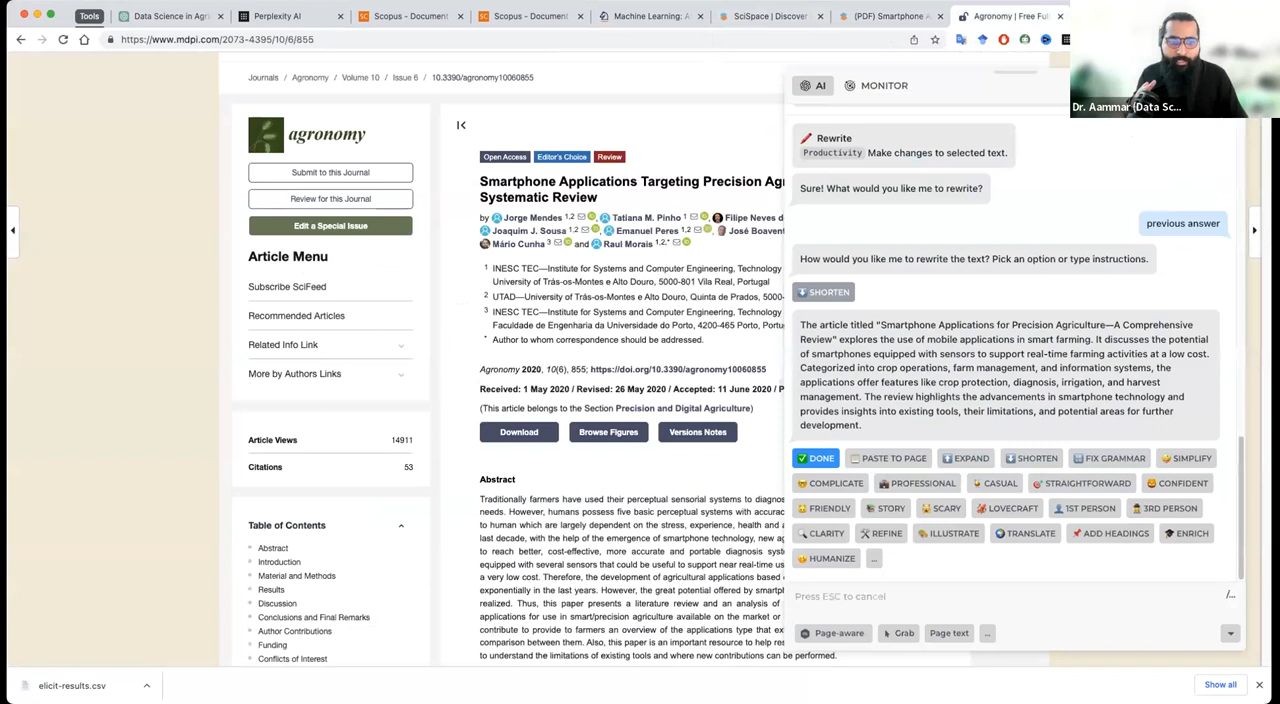 Tools
Data Science in Agri
Perplexity AI
Scopus - Document
Scopus - Document
Machine Learning: A
SciSpace | Discover
(PDF) Smartphone A
Agronomy | Free Ful
https://www.mdpi.com/2073-4395/10/6/855
Dr. Aammar (Data Sc...
Journals / Agronomy / Volume 10 / Issue 6 / 10.3390/agronomy10060855
agronomy
Submit to this Journal
Review for this Journal
Edit a Special Issue
Article Menu
Subscribe SciFeed
Recommended Articles
Related Info Link
More by Authors Links
Article Views 14911
Citations 53
Table of Contents
Abstract
Introduction
Material and Methods
Results
Discussion
Conclusions and Final Remarks
Author Contributions
Funding
Conflicts of Interest
Open Access Editor's Choice Review
Smartphone Applications Targeting Precision Agr
Systematic Review
by Jorge Mendes 1,2 Tatiana M. Pinho 1 Filipe Neves d
Joaquim J. Sousa 1,2 Emanuel Peres 1,2 José Boavent
Mário Cunha 3 and Raul Morais 1,2,*
1 INESC TEC—Institute for Systems and Computer Engineering, Technology
University of Trás-os-Montes e Alto Douro, 5000-801 Vila Real, Portugal
2 UTAD—University of Trás-os-Montes e Alto Douro, Quinta de Prados, 5000-
3 INESC TEC—Institute for Systems and Computer Engineering, Technology
Faculdade de Engenharia da Universidade do Porto, 4200-465 Porto, Portu
* Author to whom correspondence should be addressed.
Agronomy 2020, 10(6), 855; https://doi.org/10.3390/agronomy10060855
Received: 1 May 2020 / Revised: 26 May 2020 / Accepted: 11 June 2020 / P
(This article belongs to the Section Precision and Digital Agriculture)
Download Browse Figures Versions Notes
Abstract
Traditionally farmers have used their perceptual sensorial systems to diagnos
needs. However, humans possess five basic perceptual systems with accurac
to human which are largely dependent on the stress, experience, health and a
last decade, with the help of the emergence of smartphone technology, new ag
to reach better, cost-effective, more accurate and portable diagnosis syste
equipped with several sensors that could be useful to support near real-time us
a very low cost. Therefore, the development of agricultural applications based o
exponentially in the last years. However, the great potential offered by smartph
realized. Thus, this paper presents a literature review and an analysis of
applications for use in smart/precision agriculture available on the market or
contribute to provide to farmers an overview of the applications type that ex
comparison between them. Also, this paper is an important resource to help res
to understand the limitations of existing tools and where new contributions can be performed.
AI MONITOR
Rewrite
Productivity Make changes to selected text.
Sure! What would you like me to rewrite?
previous answer
How would you like me to rewrite the text? Pick an option or type instructions.
SHORTEN
The article titled "Smartphone Applications for Precision Agriculture—A Comprehensive
Review" explores the use of mobile applications in smart farming. It discusses the potential
of smartphones equipped with sensors to support real-time farming activities at a low cost.
Categorized into crop operations, farm management, and information systems, the
applications offer features like crop protection, diagnosis, irrigation, and harvest
management. The review highlights the advancements in smartphone technology and
provides insights into existing tools, their limitations, and potential areas for further
development.
DONE PASTE TO PAGE EXPAND SHORTEN FIX GRAMMAR SIMPLIFY
COMPLICATE PROFESSIONAL CASUAL STRAIGHTFORWARD CONFIDENT
FRIENDLY STORY SCARY LOVECRAFT 1ST PERSON 3RD PERSON
CLARITY REFINE ILLUSTRATE TRANSLATE ADD HEADINGS ENRICH
HUMANIZE ...
Press ESC to cancel /...
Page-aware Grab Page text ...
elicit-results.csv
Show all